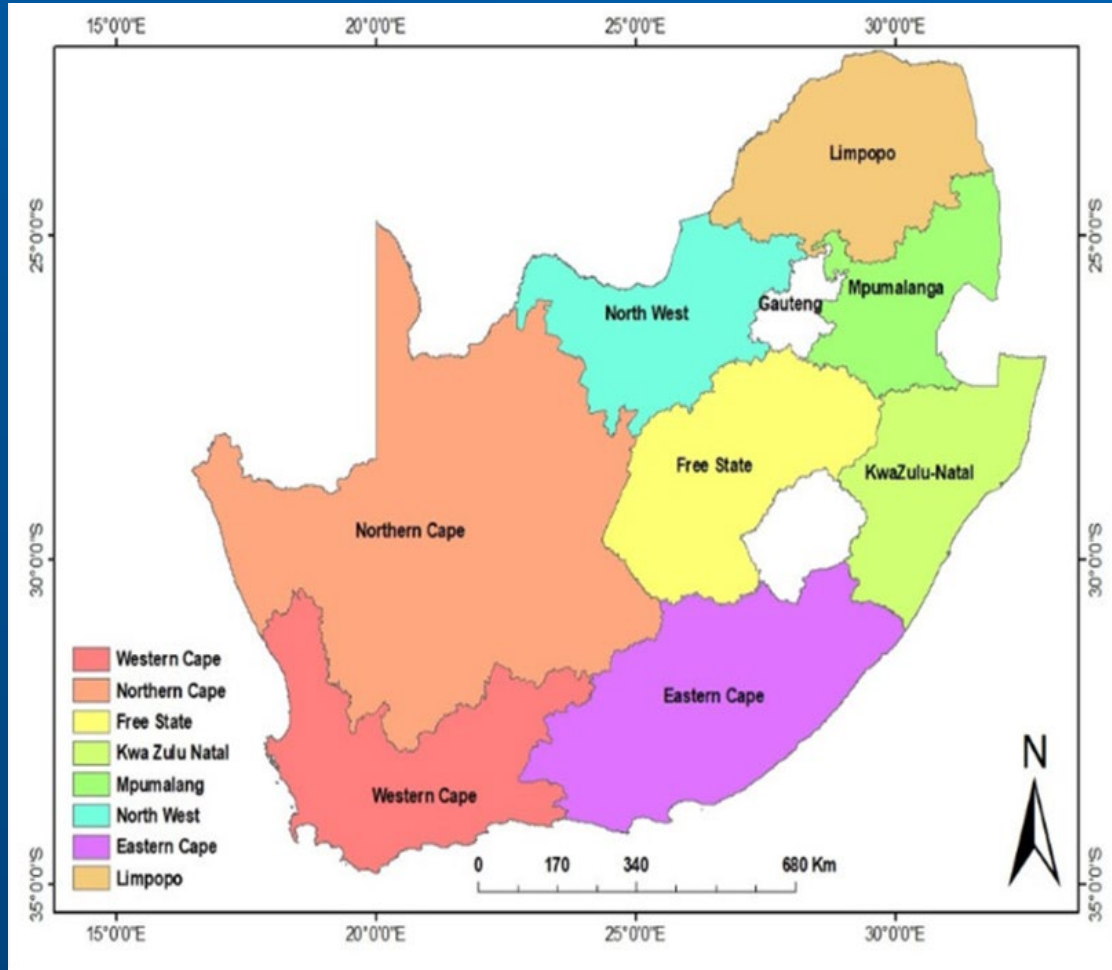 15°0'0"E
20°0'0"E
25°0'0"E
30°0'0"E
25°0'0"S
25°0'0"S
Limpopo
Mpumalanga
Gauteng
North West
Free State
KwaZulu-Natal
Northern Cape
30°0'0"S
30°0'0"S
Eastern Cape
Western Cape
Western Cape
Northern Cape
Free State
Kwa Zulu Natal
Mpumalang
North West
Eastern Cape
Limpopo
N
0 170 340 680 Km
35°0'0"S
35°0'0"S
15°0'0"E
20°0'0"E
25°0'0"E
30°0'0"E